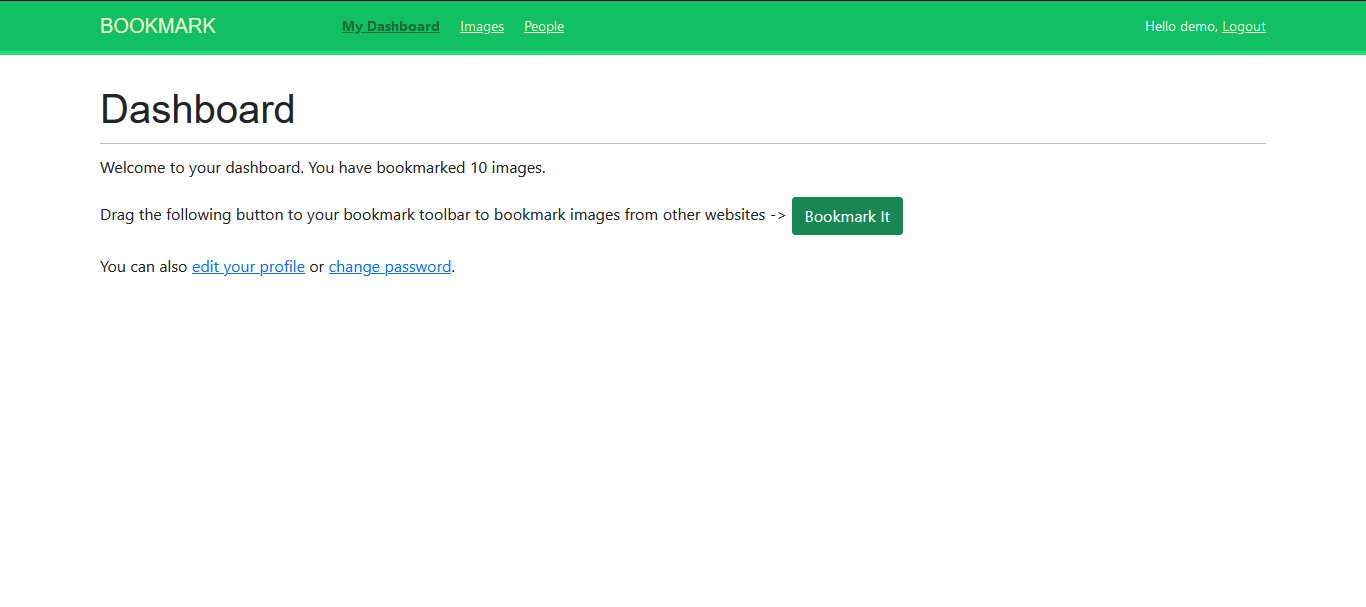 BOOKMARK My Dashboard Images People Hello demo, Logout
Dashboard
Welcome to your dashboard. You have bookmarked 10 images.
Drag the following button to your bookmark toolbar to bookmark images from other websites -> Bookmark It
You can also edit your profile or change password.